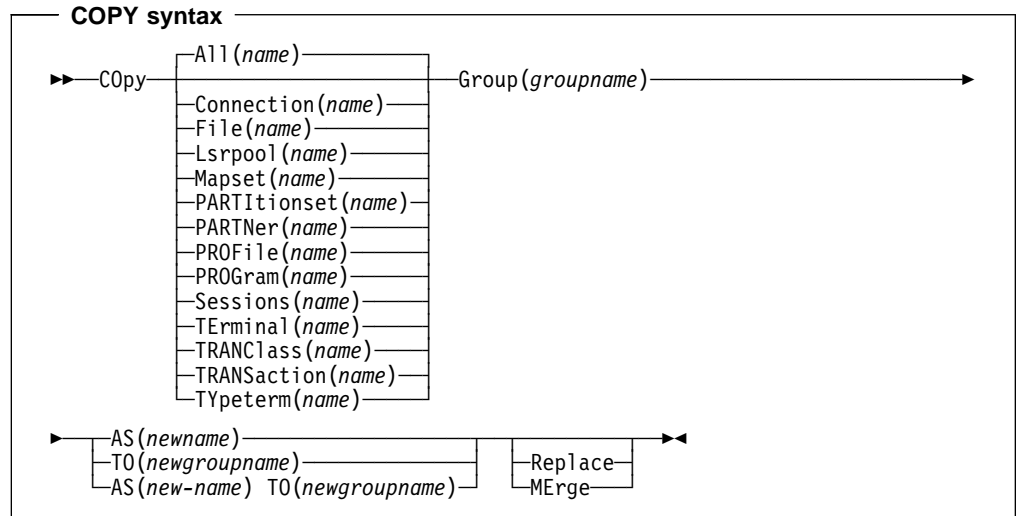 COPY syntax
All(name)
COpy Group(groupname)
Connection(name)
File(name)
Lsrpool(name)
Mapset(name)
PARTItionset(name)
PARTNer(name)
PROFile(name)
PROGram(name)
Sessions(name)
TErminal(name)
TRANClass(name)
TRANSaction(name)
TYpeterm(name)
AS(newname)
TO(newgroupname) Replace
AS(new-name) TO(newgroupname) MErge